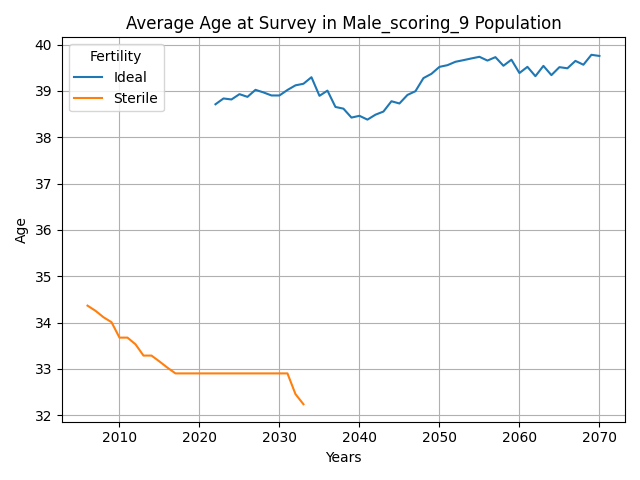 Average Age at Survey in Male_scoring_9 Population
Fertility
Ideal
Sterile
40
39
38
37
36
35
34
33
32
Age
2010
2020
2030
2040
2050
2060
2070
Years